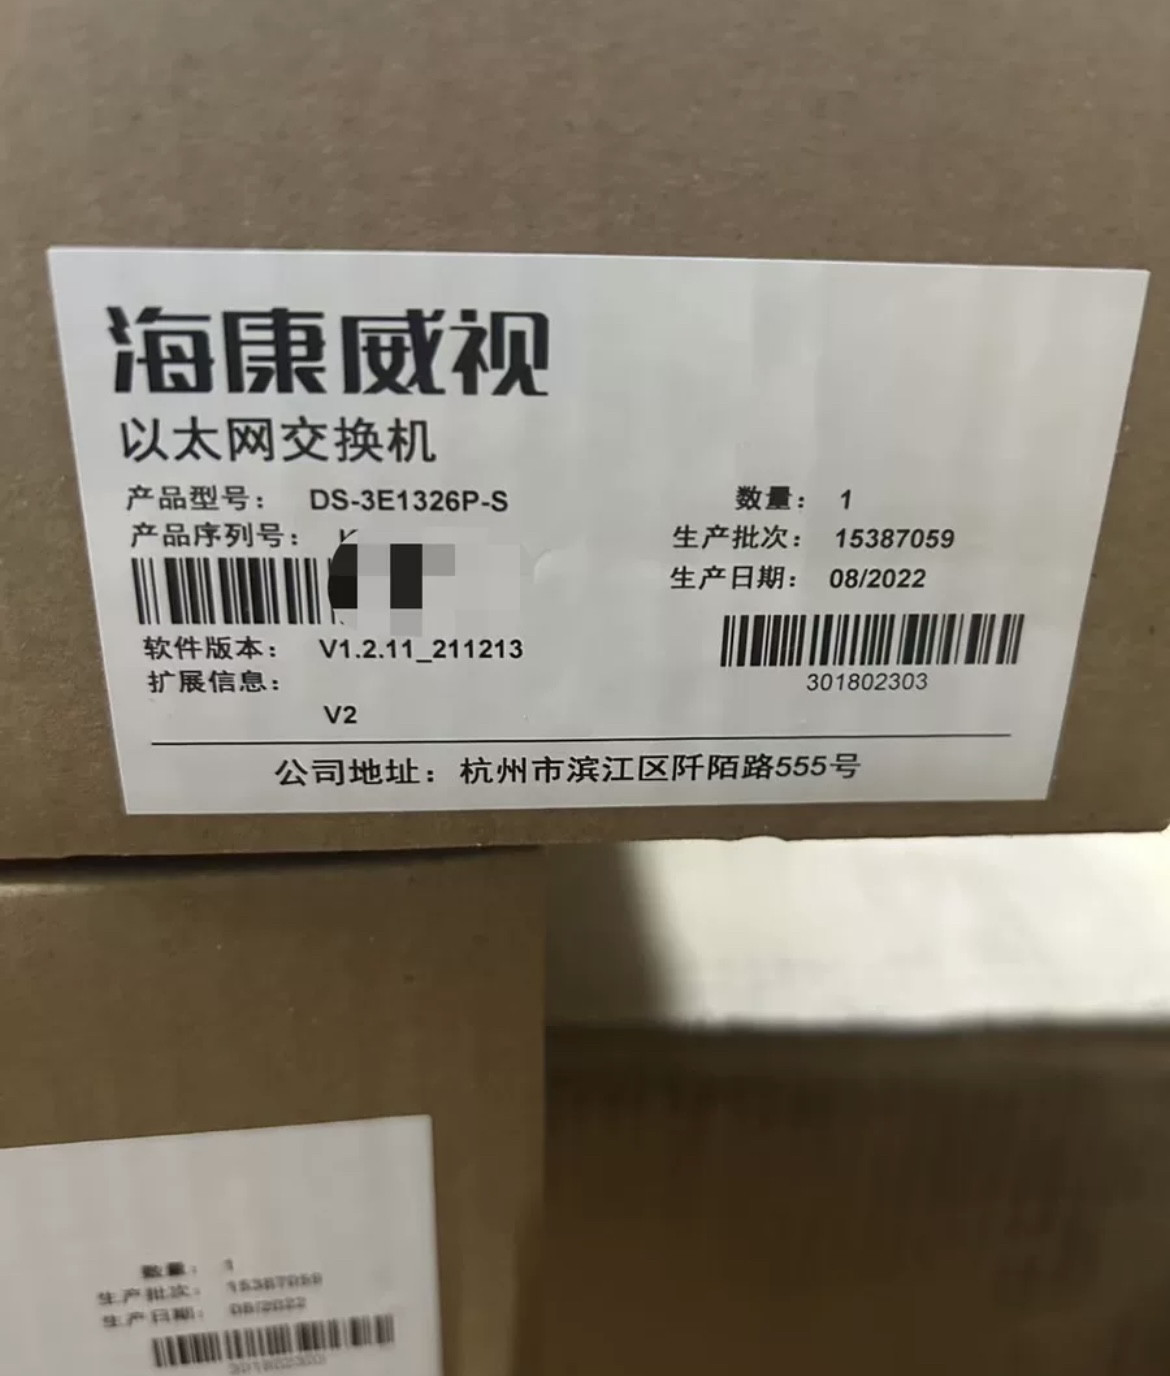 海康威视
以太网交换机
产品型号： DS-3E1326P-S
数量： 1
产品序列号：
生产批次： 15387059
生产日期： 08/2022
软件版本： V1.2.11_211213
301802303
扩展信息：
V2
公司地址：杭州市滨江区阡陌路555号
数量： 1
生产批次： 15387059
生产日期： 08/2022